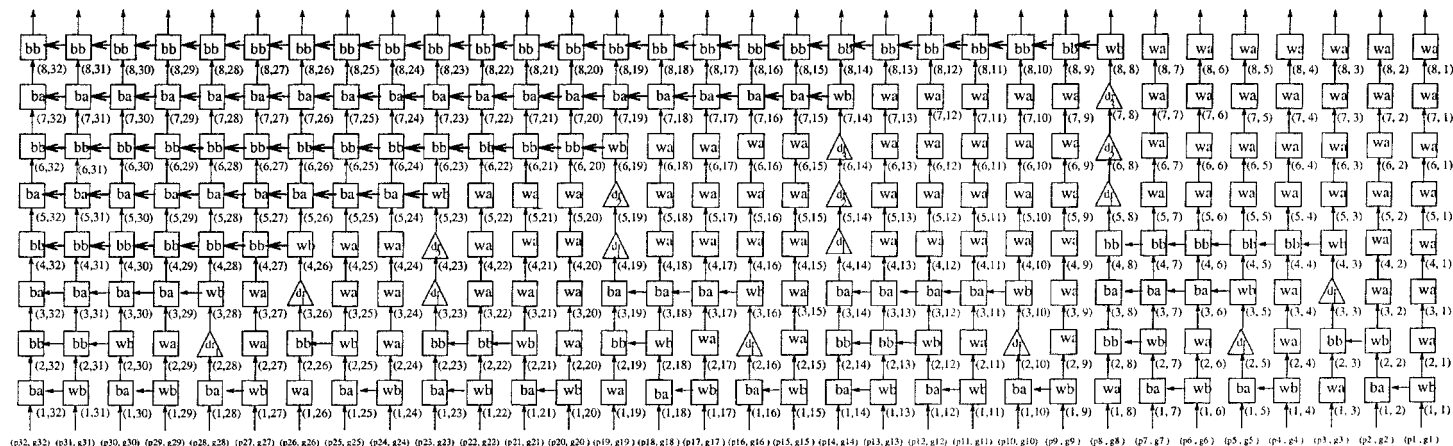 bb bb bb bb bb bb bb bb bb bb bb bb bb bb bb bb bb bb bb bb bb bb bb bb wb wa wa wa wa wa wa wa
(8,32) (8,31) (8,30) (8,29) (8,28) (8,27) (8,26) (8,25) (8,24) (8,23) (8,22) (8,21) (8,20) (8,19) (8,18) (8,17) (8,16) (8,15) (8,14) (8,13) (8,12) (8,11) (8,10) (8, 9) (8, 8) (8, 7) (8, 6) (8, 5) (8, 4) (8, 3) (8, 2) (8, 1)
ba ba ba ba ba ba ba ba ba ba ba ba ba ba ba ba ba ba wb wa wa wa wa wa df wa wa wa wa wa wa wa
(7,32) (7,31) (7,30) (7,29) (7,28) (7,27) (7,26) (7,25) (7,24) (7,23) (7,22) (7,21) (7,20) (7,19) (7,18) (7,17) (7,16) (7,15) (7,14) (7,13) (7,12) (7,11) (7,10) (7, 9) (7, 8) (7, 7) (7, 6) (7, 5) (7, 4) (7, 3) (7, 2) (7, 1)
bb bb bb bb bb bb bb bb bb bb bb bb bb wb wa wa wa wa df wa wa wa wa wa df wa wa wa wa wa wa wa
(6,32) (6,31) (6,30) (6,29) (6,28) (6,27) (6,26) (6,25) (6,24) (6,23) (6,22) (6,21) (6, 20) (6,19) (6,18) (6,17) (6,16) (6,15) (6,14) (6,13) (6,12) (6,11) (6,10) (6, 9) (6, 8) (6, 7) (6, 6) (6, 5) (6, 4) (6, 3) (6, 2) (6, 1)
ba ba ba ba ba ba ba ba ba wb wa wa wa df wa wa wa wa df wa wa wa wa wa df wa wa wa wa wa wa wa
(5,32) (5,31) (5,30) (5,29) (5,28) (5,27) (5,26) (5,25) (5,24) (5,23) (5,22) (5,21) (5,20) (5,19) (5,18) (5,17) (5,16) (5,15) (5,14) (5,13) (5,12) (5,11) (5,10) (5, 9) (5, 8) (5, 7) (5, 6) (5, 5) (5, 4) (5, 3) (5, 2) (5, 1)
bb bb bb bb bb bb wb wa wa df wa wa wa df wa wa wa wa df wa wa wa wa wa bb bb bb bb bb wb wa wa
(4,32) (4,31) (4,30) (4,29) (4,28) (4,27) (4,26) (4,25) (4,24) (4,23) (4,22) (4,21) (4,20) (4,19) (4,18) (4,17) (4,16) (4,15) (4,14) (4,13) (4,12) (4,11) (4,10) (4, 9) (4, 8) (4, 7) (4, 6) (4, 5) (4, 4) (4, 3) (4, 2) (4, 1)
ba ba ba ba wb wa df wa wa df wa wa wa ba ba ba wb wa ba ba ba ba wb wa ba ba ba wb wa df wa wa
(3,32) (3,31) (3,30) (3,29) (3,28) (3,27) (3,26) (3,25) (3,24) (3,23) (3,22) (3,21) (3,20) (3,19) (3,18) (3,17) (3,16) (3,15) (3,14) (3,13) (3,12) (3,11) (3,10) (3, 9) (3, 8) (3, 7) (3, 6) (3, 5) (3, 4) (3, 3) (3, 2) (3, 1)
bb bb wb wa df wa bb wb wa bb bb wb wa wa wa wa df wa bb bb wb wa df wa bb wb wa df wa bb wb wa
(2,32) (2,31) (2,30) (2,29) (2,28) (2,27) (2,26) (2,25) (2,24) (2,23) (2,22) (2,21) (2,20) (2,19) (2,18) (2,17) (2,16) (2,15) (2,14) (2,13) (2,12) (2,11) (2,10) (2, 9) (2, 8) (2, 7) (2, 6) (2, 5) (2, 4) (2, 3) (2, 2) (2, 1)
ba wb ba wb ba wb wa ba wb ba wb ba wb wa ba wb ba wb ba wb ba wb ba wb wa ba wb ba wb wa ba wb
(1,32) (1,31) (1,30) (1,29) (1,28) (1,27) (1,26) (1,25) (1,24) (1,23) (1,22) (1,21) (1,20) (1,19) (1,18) (1,17) (1,16) (1,15) (1,14) (1,13) (1,12) (1,11) (1,10) (1, 9) (1, 8) (1, 7) (1, 6) (1, 5) (1, 4) (1, 3) (1, 2) (1, 1)
(p32, g32) (p31, g31) (p30, g30) (p29, g29) (p28, g28) (p27, g27) (p26, g26) (p25, g25) (p24, g24) (p23, g23) (p22, g22) (p21, g21) (p20, g20) (p19, g19) (p18, g18) (p17, g17) (p16, g16) (p15, g15) (p14, g14) (p13, g13) (p12, g12) (p11, g11) (p10, g10) (p9, g9) (p8, g8) (p7, g7) (p6, g6) (p5, g5) (p4, g4) (p3, g3) (p2, g2) (p1, g1)